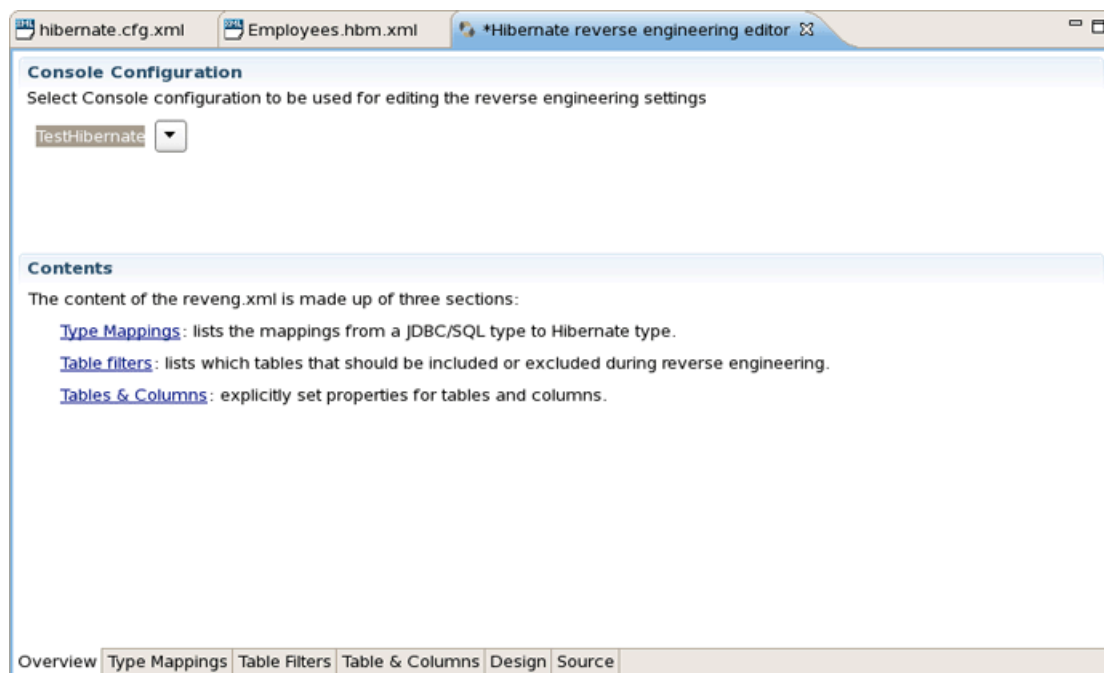 hibernate.cfg.xml Employees.hbm.xml *Hibernate reverse engineering editor
Console Configuration
Select Console configuration to be used for editing the reverse engineering settings
TestHibernate
Contents
The content of the reveng.xml is made up of three sections:
Type Mappings: lists the mappings from a JDBC/SQL type to Hibernate type.
Table filters: lists which tables that should be included or excluded during reverse engineering.
Tables & Columns: explicitly set properties for tables and columns.
Overview Type Mappings Table Filters Table & Columns Design Source